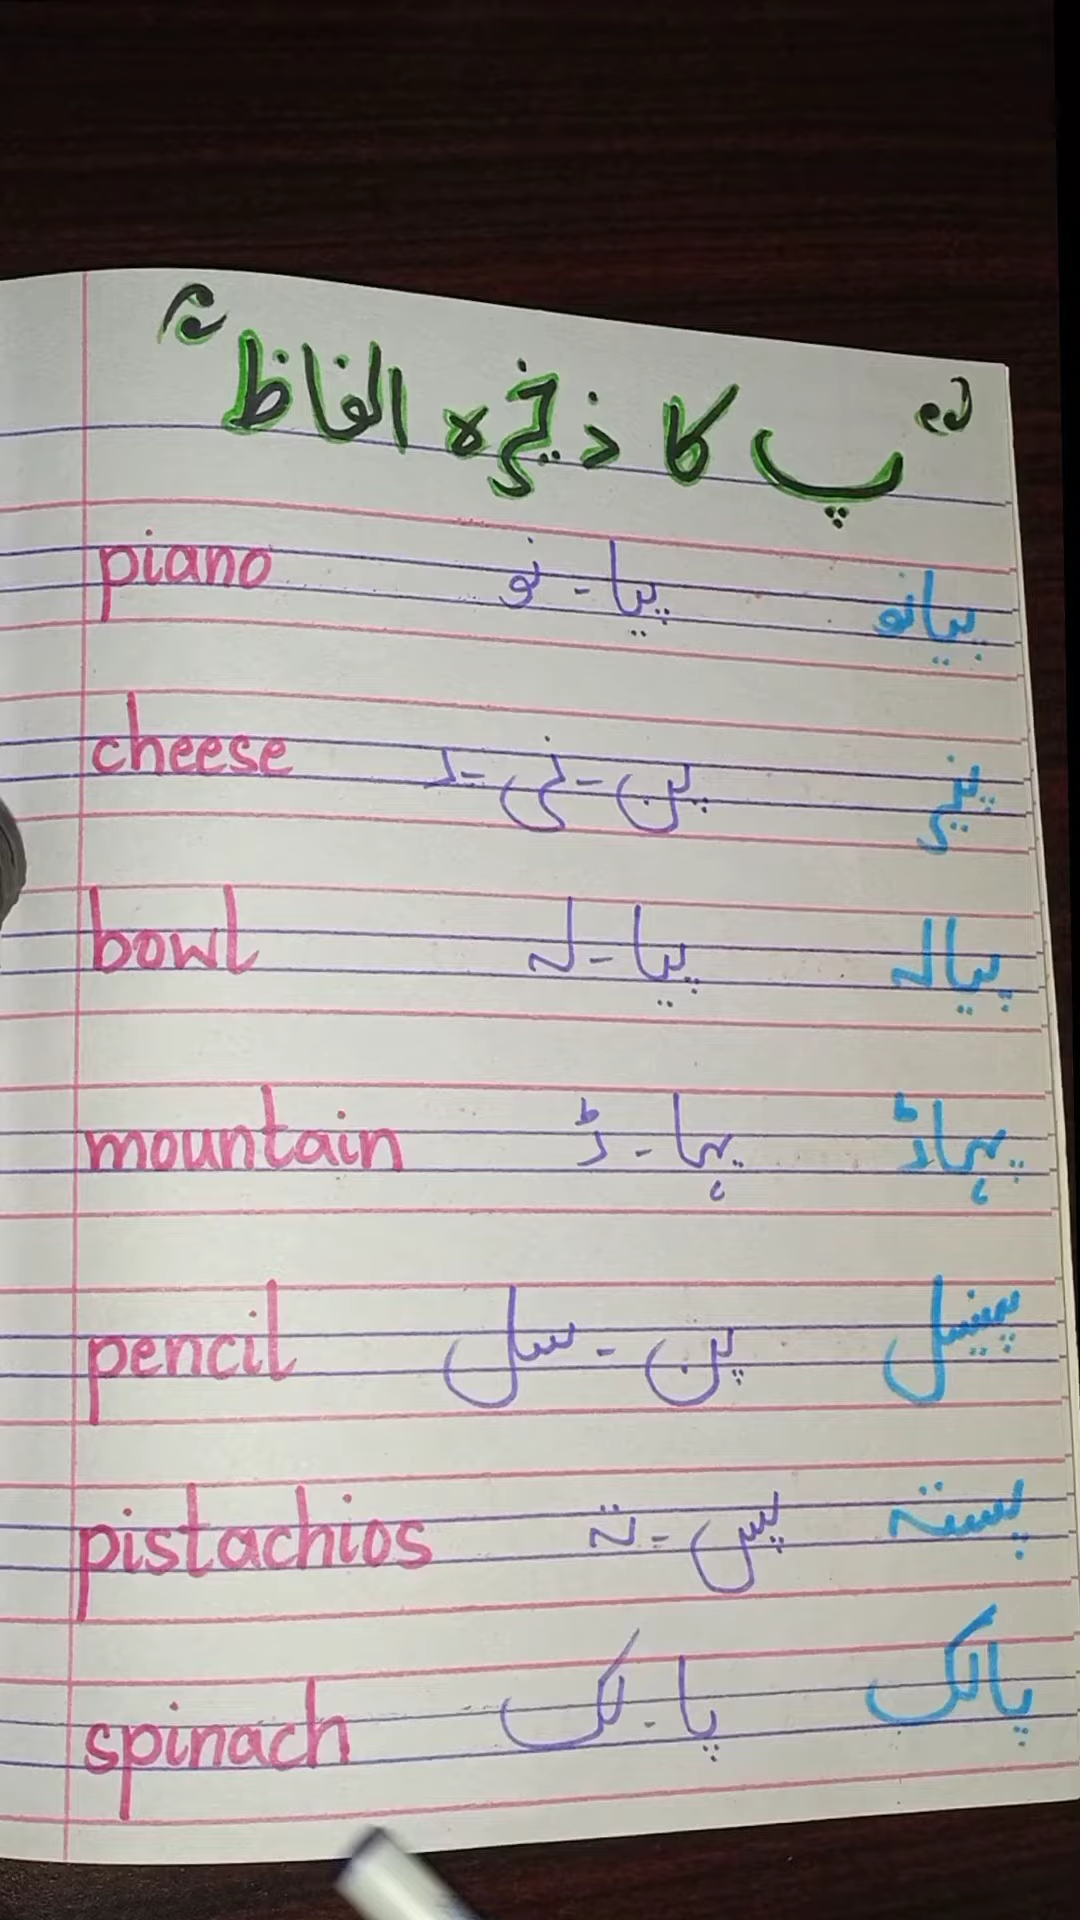 "پ کا ذخیرہ الفاظ"
پیانو پیا - نو piano
پنیر پن - نی - ر cheese
پیالہ پیا - لہ bowl
پہاڑ پہا - ڑ mountain
پینسل پن - سل pencil
پستہ پس - تہ pistachios
پالک پا - لک spinach